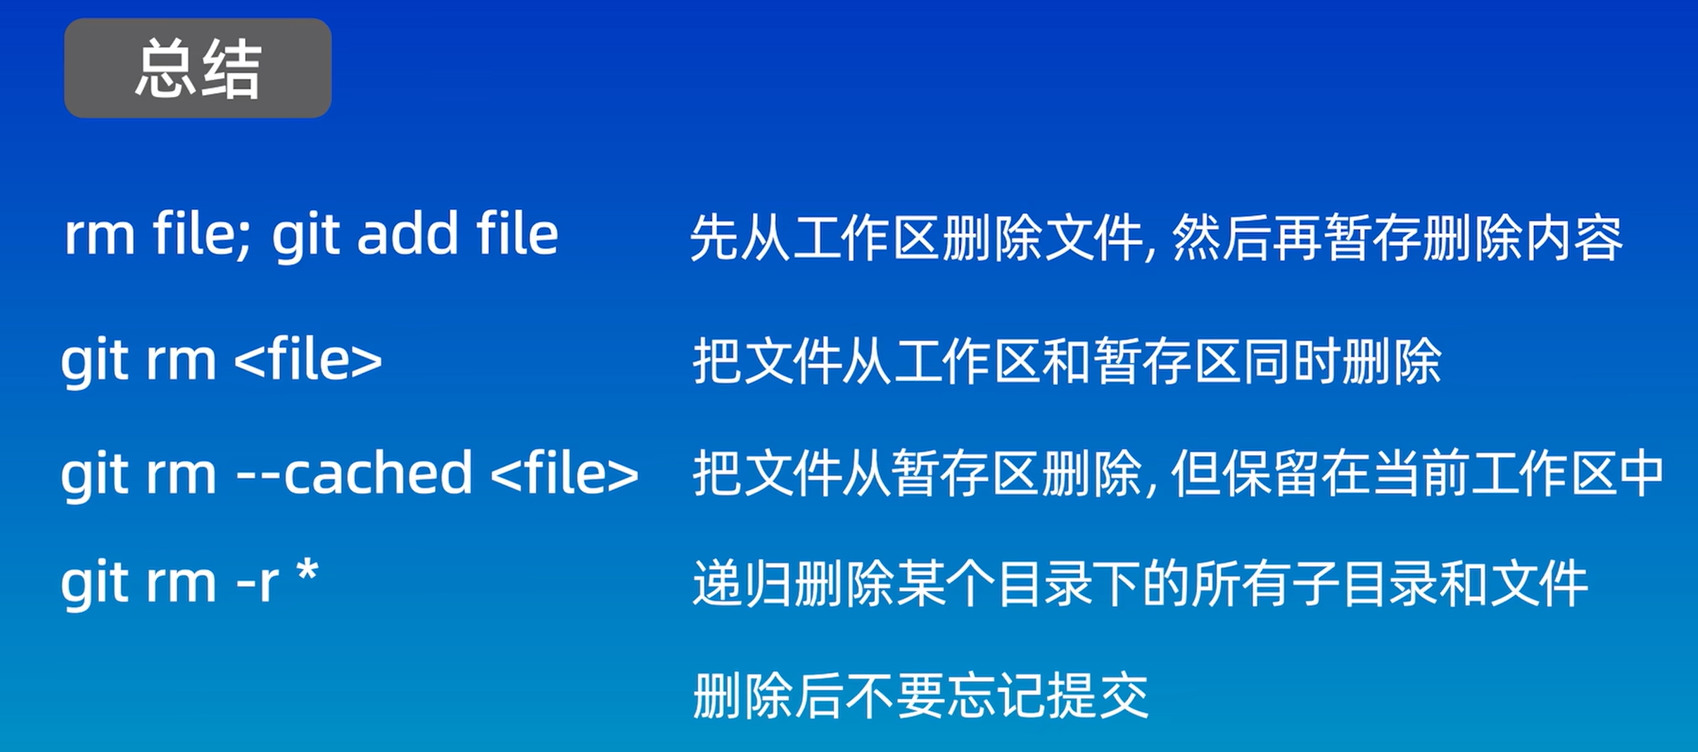 总结
rm file; git add file 先从工作区删除文件, 然后再暂存删除内容
git rm <file> 把文件从工作区和暂存区同时删除
git rm --cached <file> 把文件从暂存区删除, 但保留在当前工作区中
git rm -r * 递归删除某个目录下的所有子目录和文件
删除后不要忘记提交